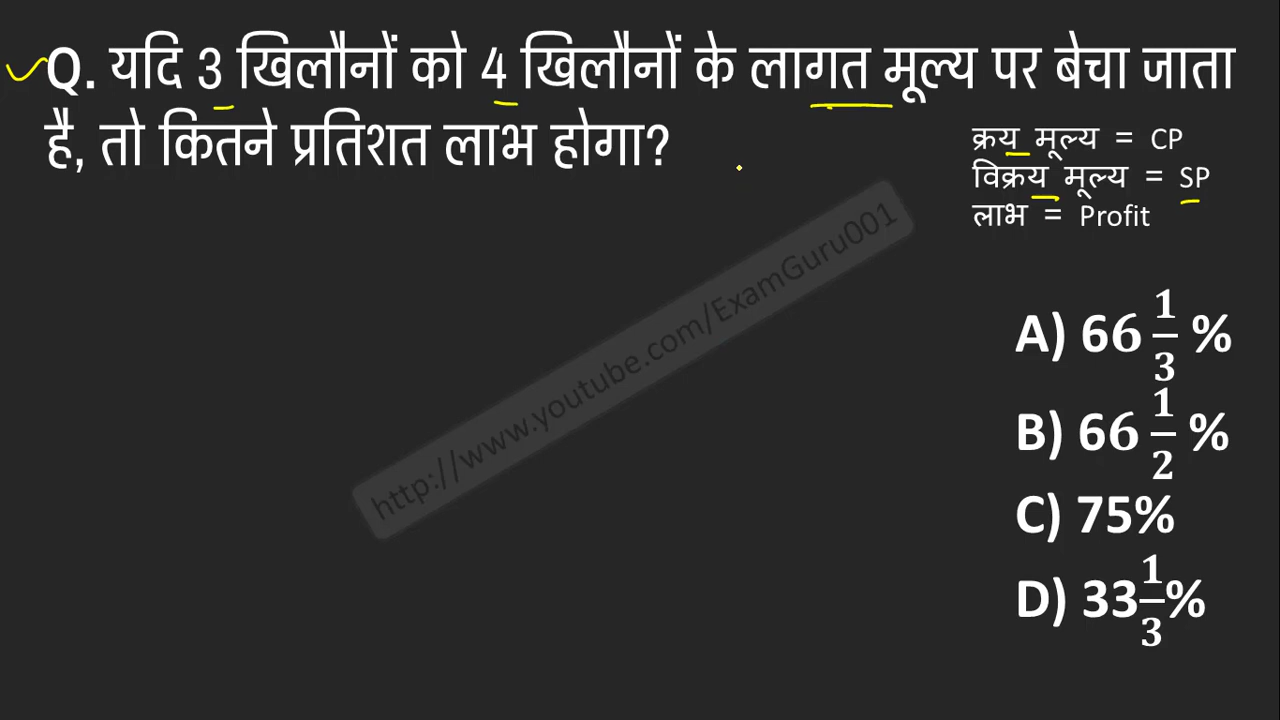 Q. यदि 3 खिलौनों को 4 खिलौनों के लागत मूल्य पर बेचा जाता
है, तो कितने प्रतिशत लाभ होगा?
क्रय मूल्य = CP
विक्रय मूल्य = SP
लाभ = Profit
http://www.youtube.com/ExamGuru001
A) 66 1/3 %
B) 66 1/2 %
C) 75%
D) 33 1/3 %